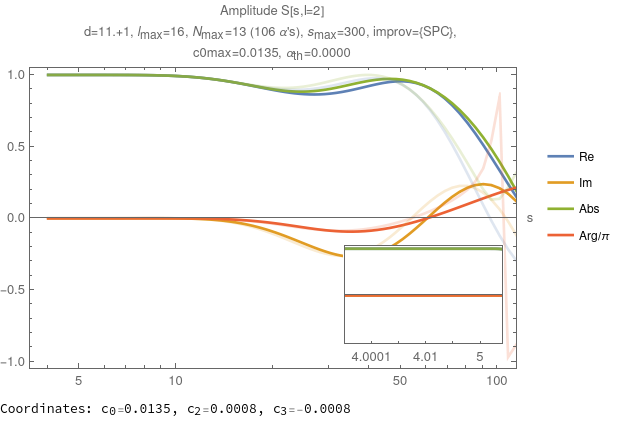 Amplitude S[s,l=2]
d=11.+1, lmax=16, Nmax=13 (106 α's), smax=300, improv={SPC},
c0max=0.0135, αth=0.0000
1.0
0.5
0.0
-0.5
-1.0
s
Re
Im
Abs
Arg/π
4.0001 4.01 5
5 10 50 100
Coordinates: c0=0.0135, c2=0.0008, c3=-0.0008